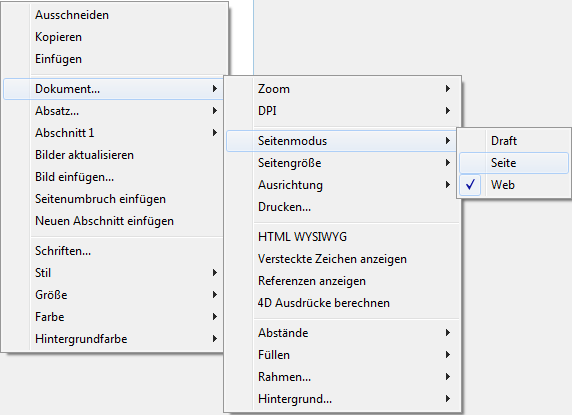 Ausschneiden
Kopieren
Einfügen
Dokument...
Absatz...
Abschnitt 1
Bilder aktualisieren
Bild einfügen...
Seitenumbruch einfügen
Neuen Abschnitt einfügen
Schriften...
Stil
Größe
Farbe
Hintergrundfarbe
Zoom
DPI
Seitenmodus
Seitengröße
Ausrichtung
Drucken...
HTML WYSIWYG
Versteckte Zeichen anzeigen
Referenzen anzeigen
4D Ausdrücke berechnen
Abstände
Füllen
Rahmen...
Hintergrund...
Draft
Seite
Web